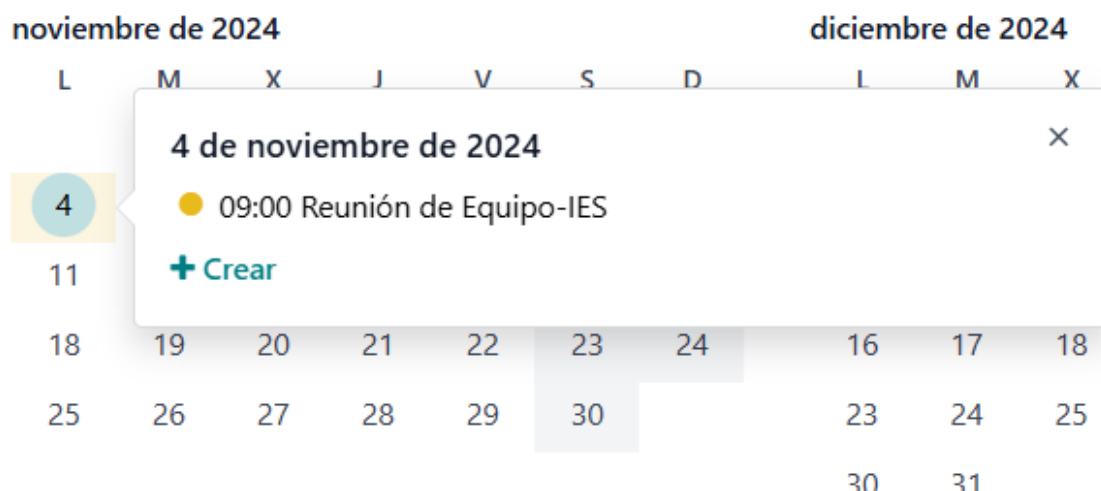 noviembre de 2024
diciembre de 2024
L M X J V S D
L M X
4 de noviembre de 2024
4
09:00 Reunión de Equipo-IES
+ Crear
11
18 19 20 21 22 23 24
16 17 18
25 26 27 28 29 30
23 24 25
30 31